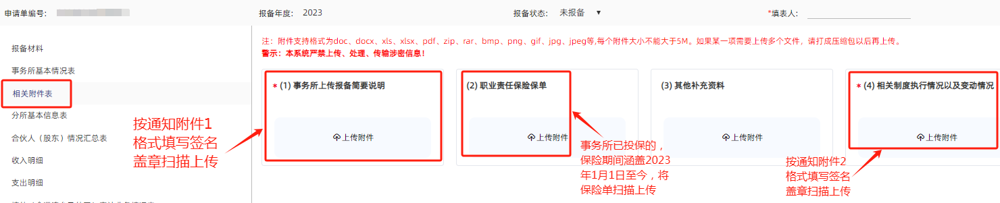 申请单编号：
报备年度： 2023
报备状态： 未报备 ▼
*填表人：
报备材料
事务所基本情况表
相关附件表
分所基本信息表
合伙人（股东）情况汇总表
收入明细
支出明细
注：附件支持格式为doc、docx、xls、xlsx、pdf、zip、rar、bmp、png、gif、jpg、jpeg等,每个附件大小不能大于5M。如果某一项需要上传多个文件，请打成压缩包以后再上传。
警示：本系统严禁上传、处理、传输涉密信息！
* (1) 事务所上传报备简要说明
上传附件
(2) 职业责任保险保单
上传附件
(3) 其他补充资料
上传附件
* (4) 相关制度执行情况以及变动情况
上传附件
按通知附件1
格式填写签名
盖章扫描上传
事务所已投保的，
保险期间涵盖2023
年1月1日至今，将
保险单扫描上传
按通知附件2
格式填写签名
盖章扫描上传